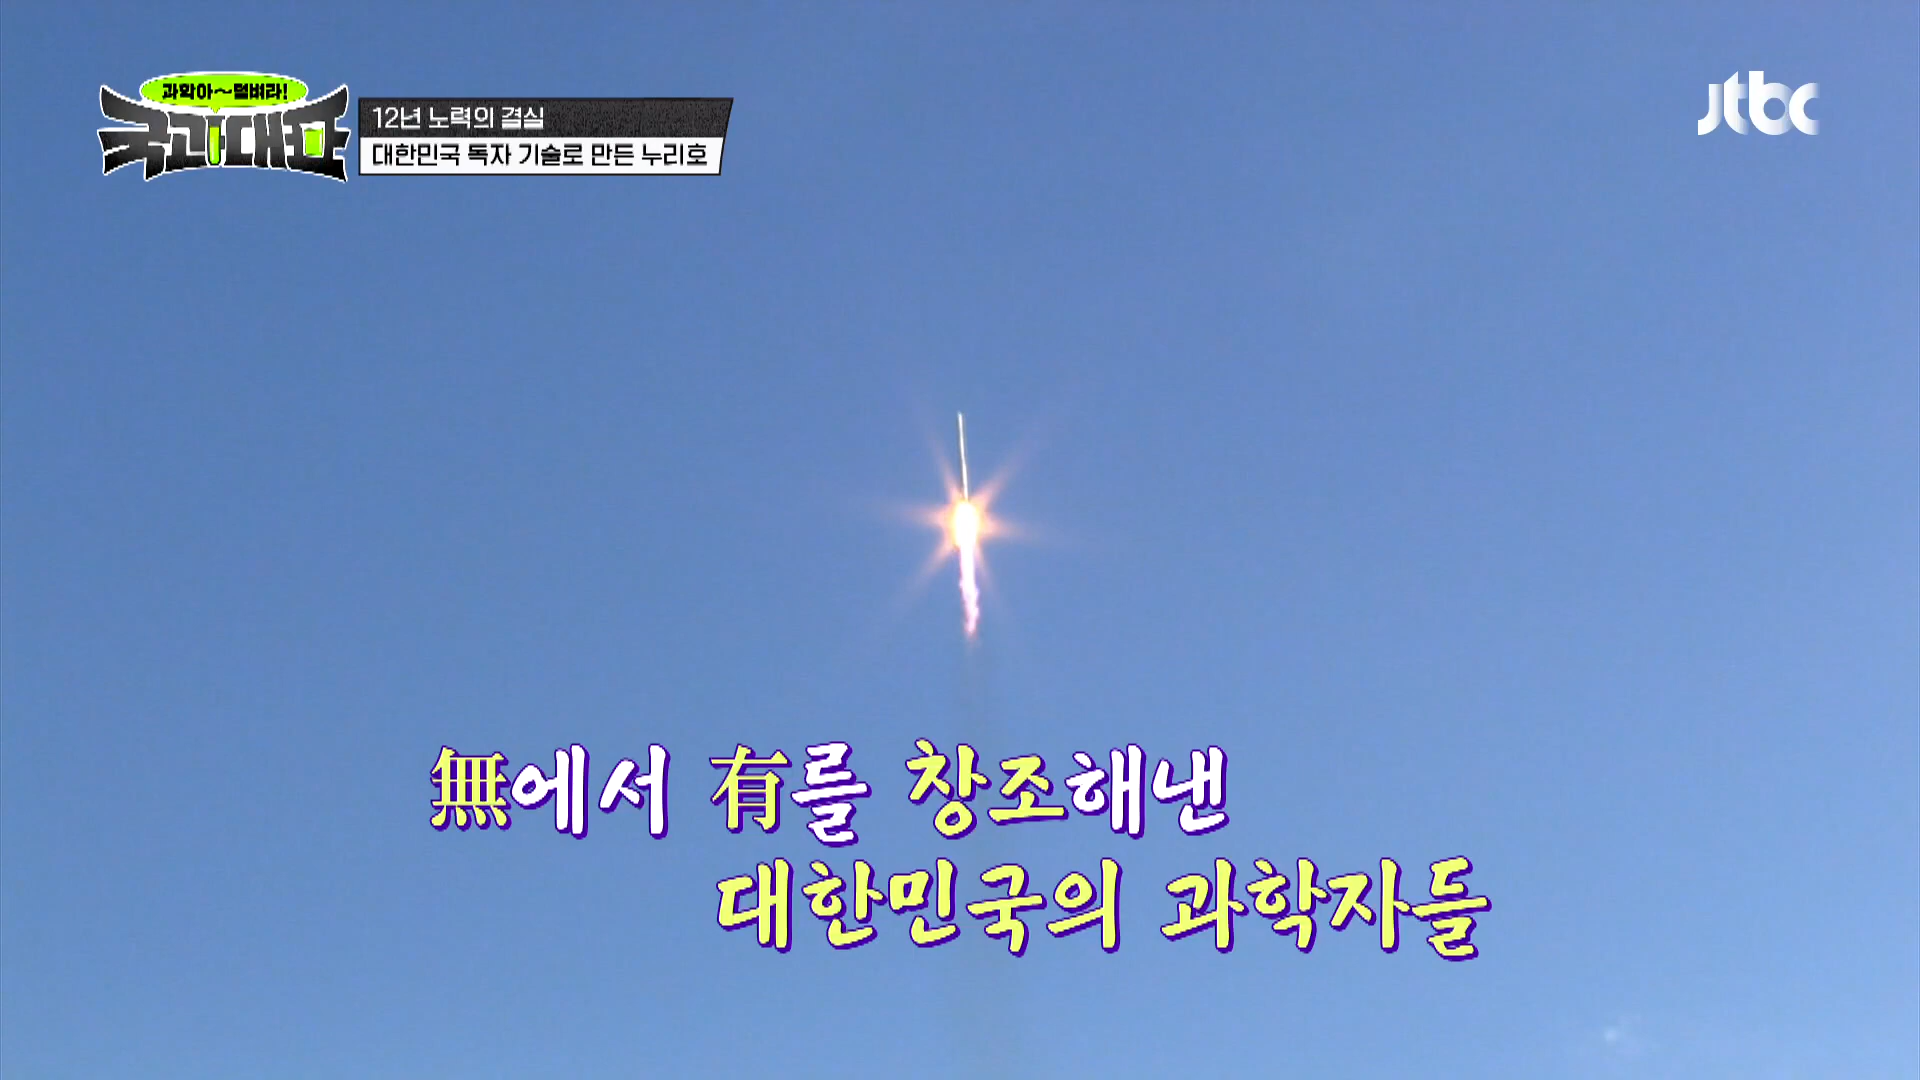 과학아~덤벼라!
국과대표
12년 노력의 결실
대한민국 독자 기술로 만든 누리호
jtbc
無에서 有를 창조해낸
대한민국의 과학자들